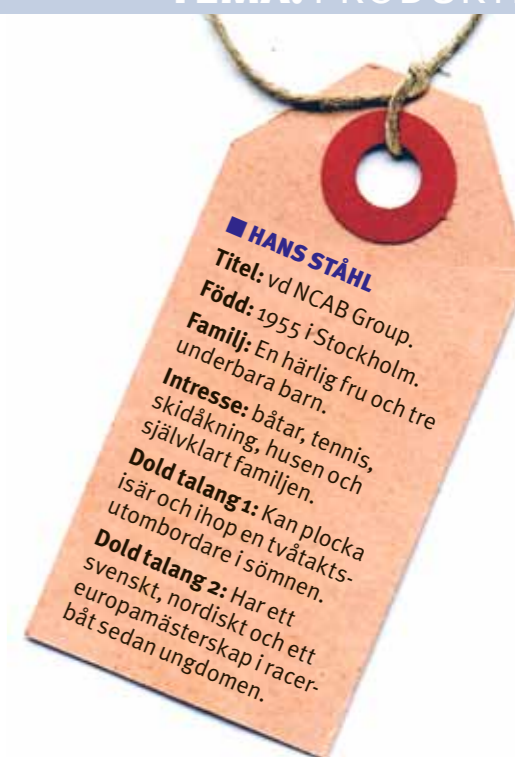 ■ HANS STÅHL
Titel: vd NCAB Group.
Född: 1955 i Stockholm.
Familj: En härlig fru och tre
underbara barn.
Intresse: båtar, tennis,
skidåkning, husen och
självklart familjen.
Dold talang 1: Kan plocka
isär och ihop en tvåtakts-
utombordare i sömnen.
Dold talang 2: Har ett
svenskt, nordiskt och ett
europamästerskap i racer-
båt sedan ungdomen.